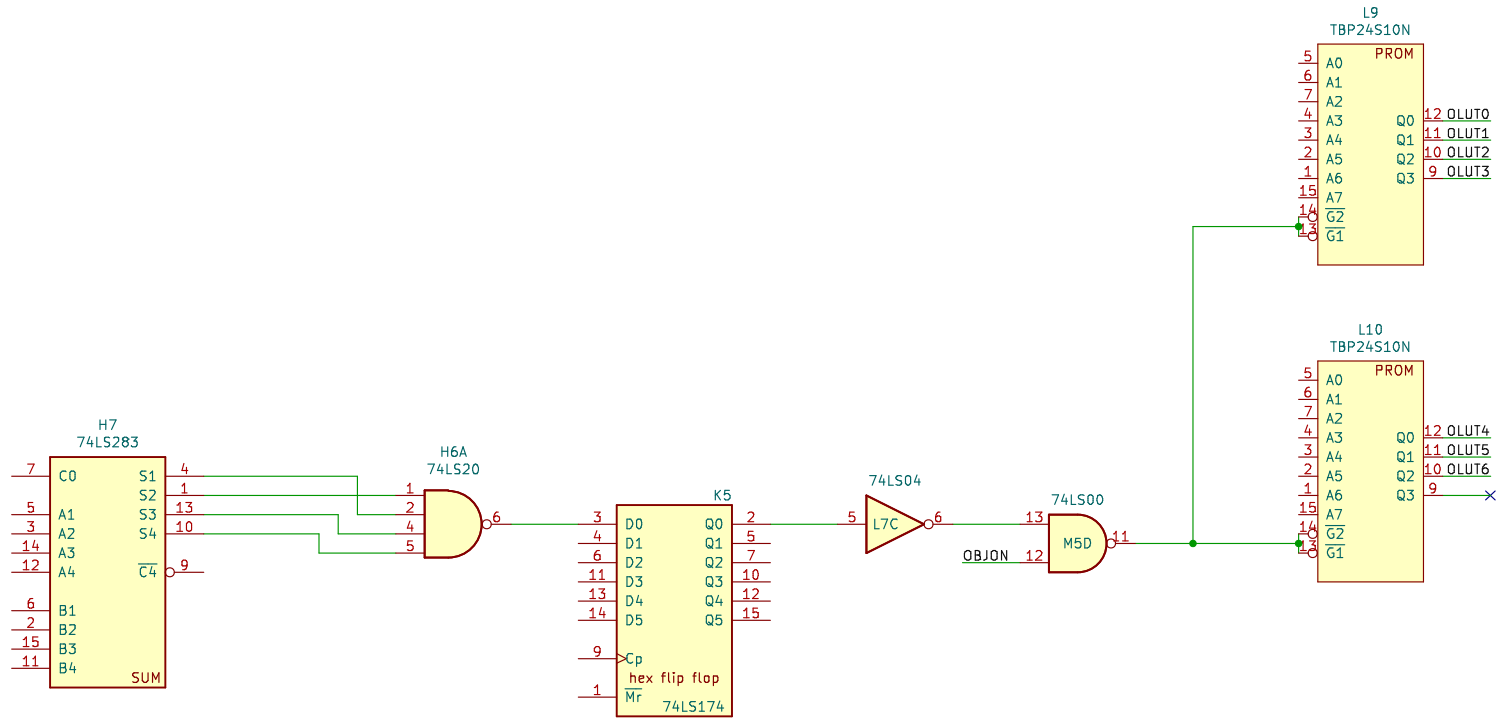 L9
TBP24S10N
PROM
5 A0
6 A1
7 A2
4 A3 Q0 12 OLUT0
3 A4 Q1 11 OLUT1
2 A5 Q2 10 OLUT2
1 A6 Q3 9 OLUT3
15 A7
14 G2
13 G1
L10
TBP24S10N
PROM
5 A0
6 A1
7 A2
4 A3 Q0 12 OLUT4
3 A4 Q1 11 OLUT5
2 A5 Q2 10 OLUT6
1 A6 Q3 9
15 A7
14 G2
13 G1
H7
74LS283
7 C0 S1 4
S2 1
5 A1 S3 13
3 A2 S4 10
14 A3
12 A4 C4 9
6 B1
2 B2
15 B3
11 B4
SUM
H6A
74LS20
1
2
4
5
6
K5
3 D0 Q0 2
4 D1 Q1 5
6 D2 Q2 7
11 D3 Q3 10
13 D4 Q4 12
14 D5 Q5 15
9 Cp
hex flip flop
1 Mr
74LS174
74LS04
5 L7C 6
74LS00
13
M5D 11
OBJON 12